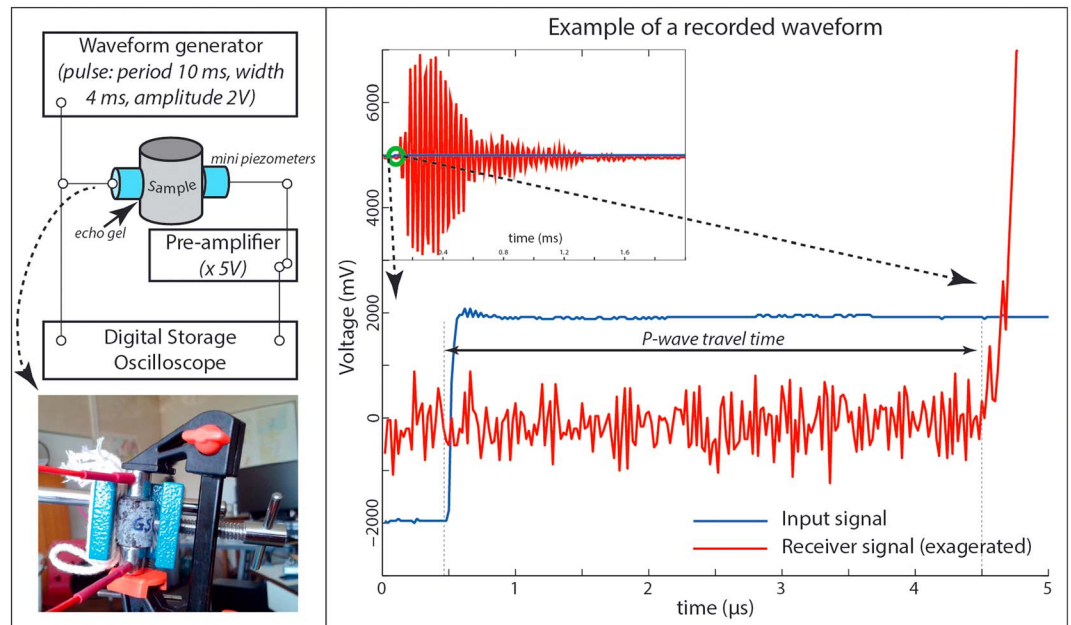 Waveform generator
(pulse: period 10 ms, width
4 ms, amplitude 2V)
mini piezometers
Sample
echo gel
Pre-amplifier
(x 5V)
Digital Storage
Oscilloscope
GS
Example of a recorded waveform
6000
4000
2000
0
−2000
Voltage (mV)
time (ms)
0.4 0.8 1.2 1.6
P-wave travel time
Input signal
Receiver signal (exagerated)
0 1 2 3 4 5
time (μs)